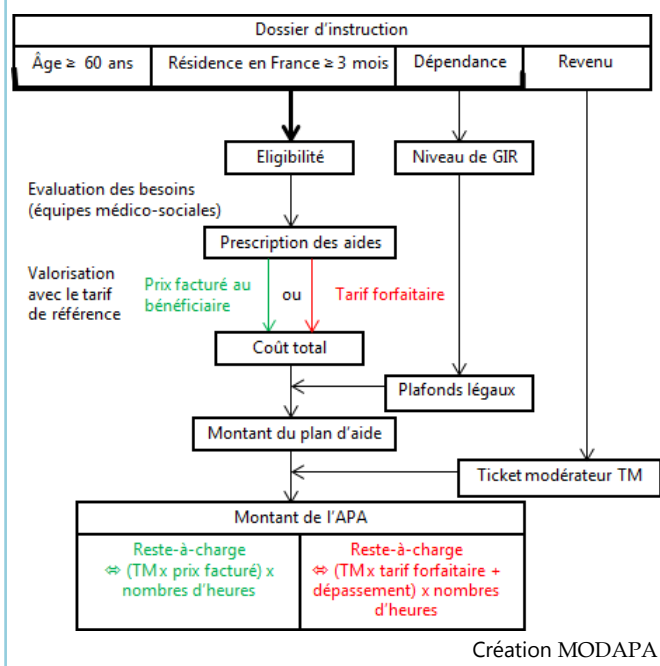 Dossier d'instruction
Âge ≥ 60 ans
Résidence en France ≥ 3 mois
Dépendance
Revenu
Eligibilité
Niveau de GIR
Evaluation des besoins
(équipes médico-sociales)
Prescription des aides
Valorisation
avec le tarif
de référence
Prix facturé au
bénéficiaire
ou
Tarif forfaitaire
Coût total
Plafonds légaux
Montant du plan d'aide
Ticket modérateur TM
Montant de l'APA
Reste-à-charge
⇔ (TM x prix facturé) x
nombres d'heures
Reste-à-charge
⇔ (TM x tarif forfaitaire +
dépassement) x nombres
d'heures
Création MODAPA